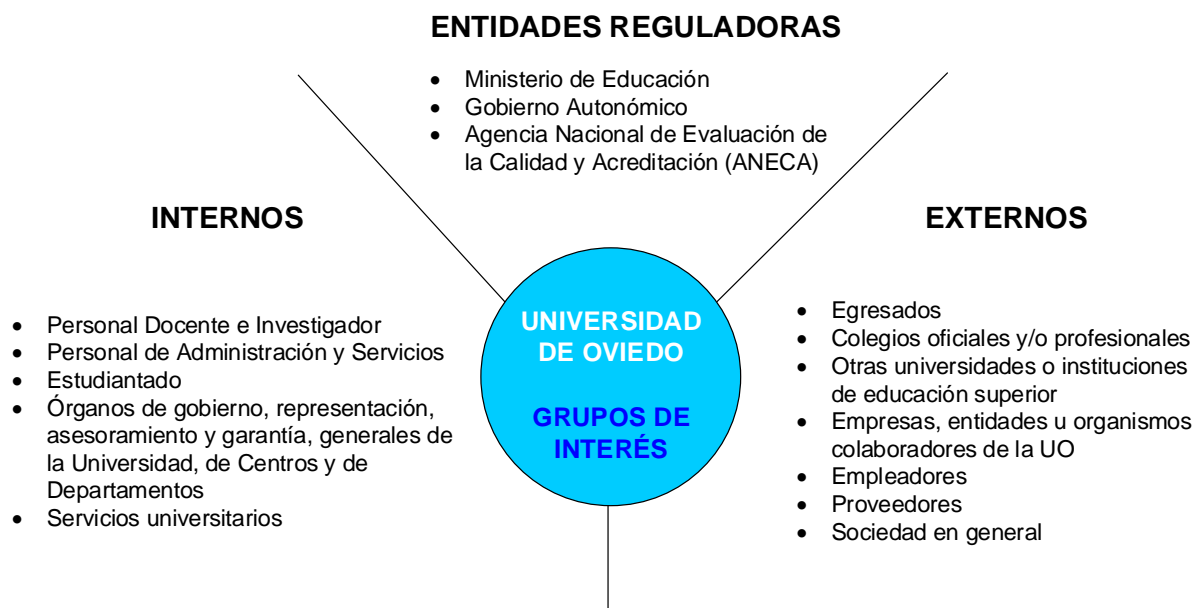 ENTIDADES REGULADORAS
• Ministerio de Educación
• Gobierno Autonómico
• Agencia Nacional de Evaluación de
la Calidad y Acreditación (ANECA)
INTERNOS
• Personal Docente e Investigador
• Personal de Administración y Servicios
• Estudiantado
• Órganos de gobierno, representación,
asesoramiento y garantía, generales de
la Universidad, de Centros y de
Departamentos
• Servicios universitarios
UNIVERSIDAD
DE OVIEDO
GRUPOS DE
INTERÉS
EXTERNOS
• Egresados
• Colegios oficiales y/o profesionales
• Otras universidades o instituciones
de educación superior
• Empresas, entidades u organismos
colaboradores de la UO
• Empleadores
• Proveedores
• Sociedad en general